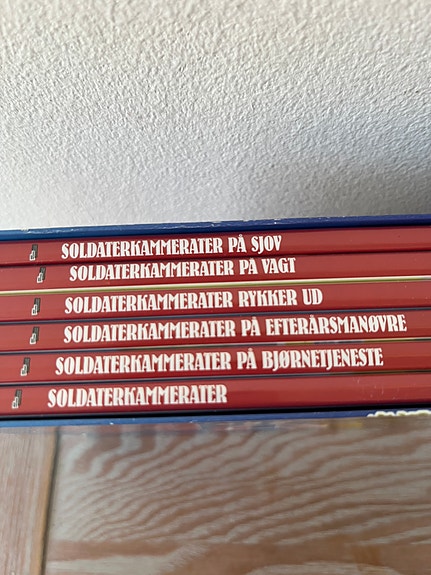 SOLDATERKAMMERATER PÅ SJOV
SOLDATERKAMMERATER PÅ VAGT
SOLDATERKAMMERATER RYKKER UD
SOLDATERKAMMERATER PÅ EFTERÅRSMANØVRE
SOLDATERKAMMERATER PÅ BJØRNETJENESTE
SOLDATERKAMMERATER